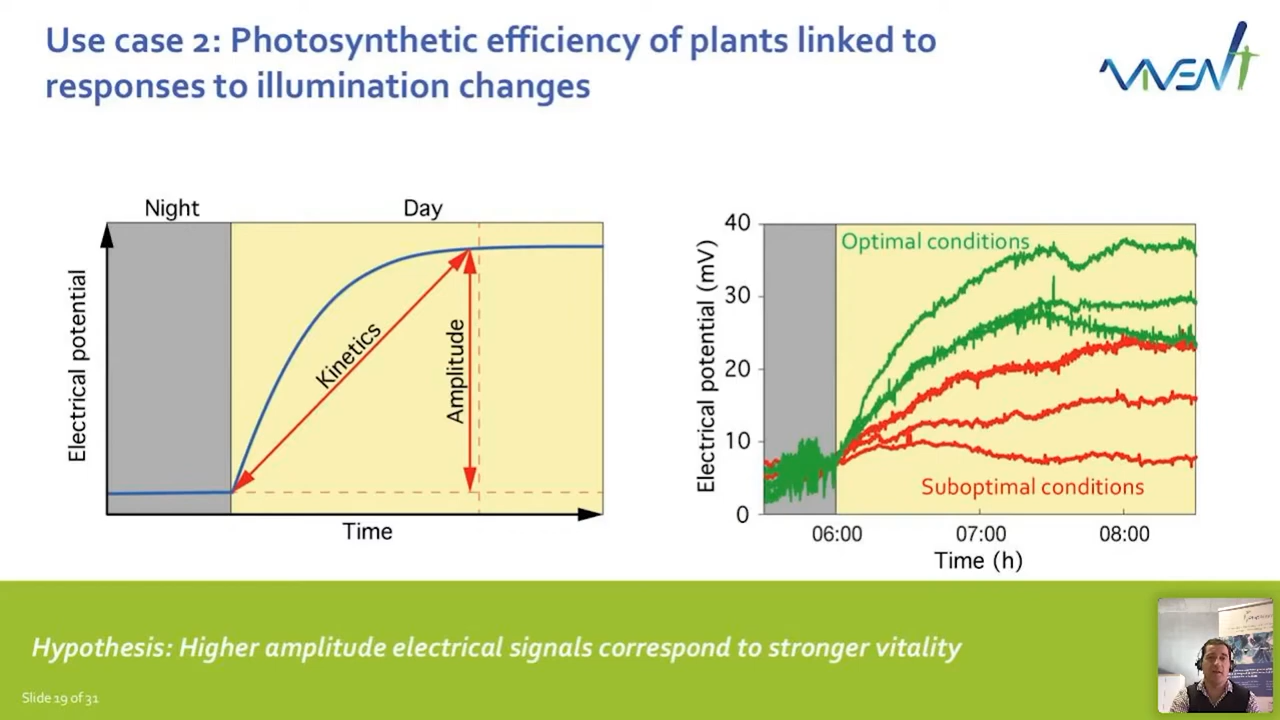 Use case 2: Photosynthetic efficiency of plants linked to
responses to illumination changes
VIVENT
Night
Day
Electrical potential
Kinetics
Amplitude
Time
Electrical potential (mV)
40
30
20
10
0
Optimal conditions
Suboptimal conditions
06:00
07:00
08:00
Time (h)
Hypothesis: Higher amplitude electrical signals correspond to stronger vitality
Slide 19 of 31